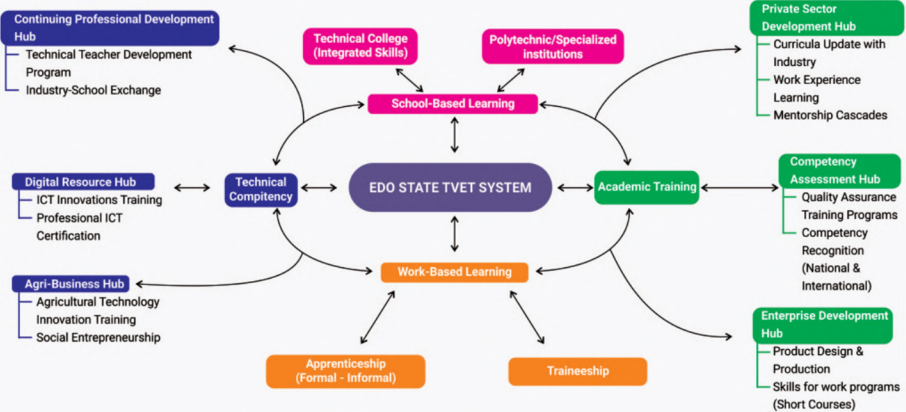 Continuing Professional Development
Hub
Technical Teacher Development
Program
Industry-School Exchange
Technical College
(Integrated Skills)
Polytechnic/Specialized
institutions
Private Sector
Development Hub
Curricula Update with
Industry
Work Experience
Learning
Mentorship Cascades
School-Based Learning
Digital Resource Hub
ICT Innovations Training
Professional ICT
Certification
Technical
Compitency
EDO STATE TVET SYSTEM
Academic Training
Competency
Assessment Hub
Quality Assurance
Training Programs
Competency
Recognition
(National &
International)
Agri-Business Hub
Agricultural Technology
Innovation Training
Social Entrepreneurship
Work-Based Learning
Apprenticeship
(Formal - Informal)
Traineeship
Enterprise Development
Hub
Product Design &
Production
Skills for work programs
(Short Courses)